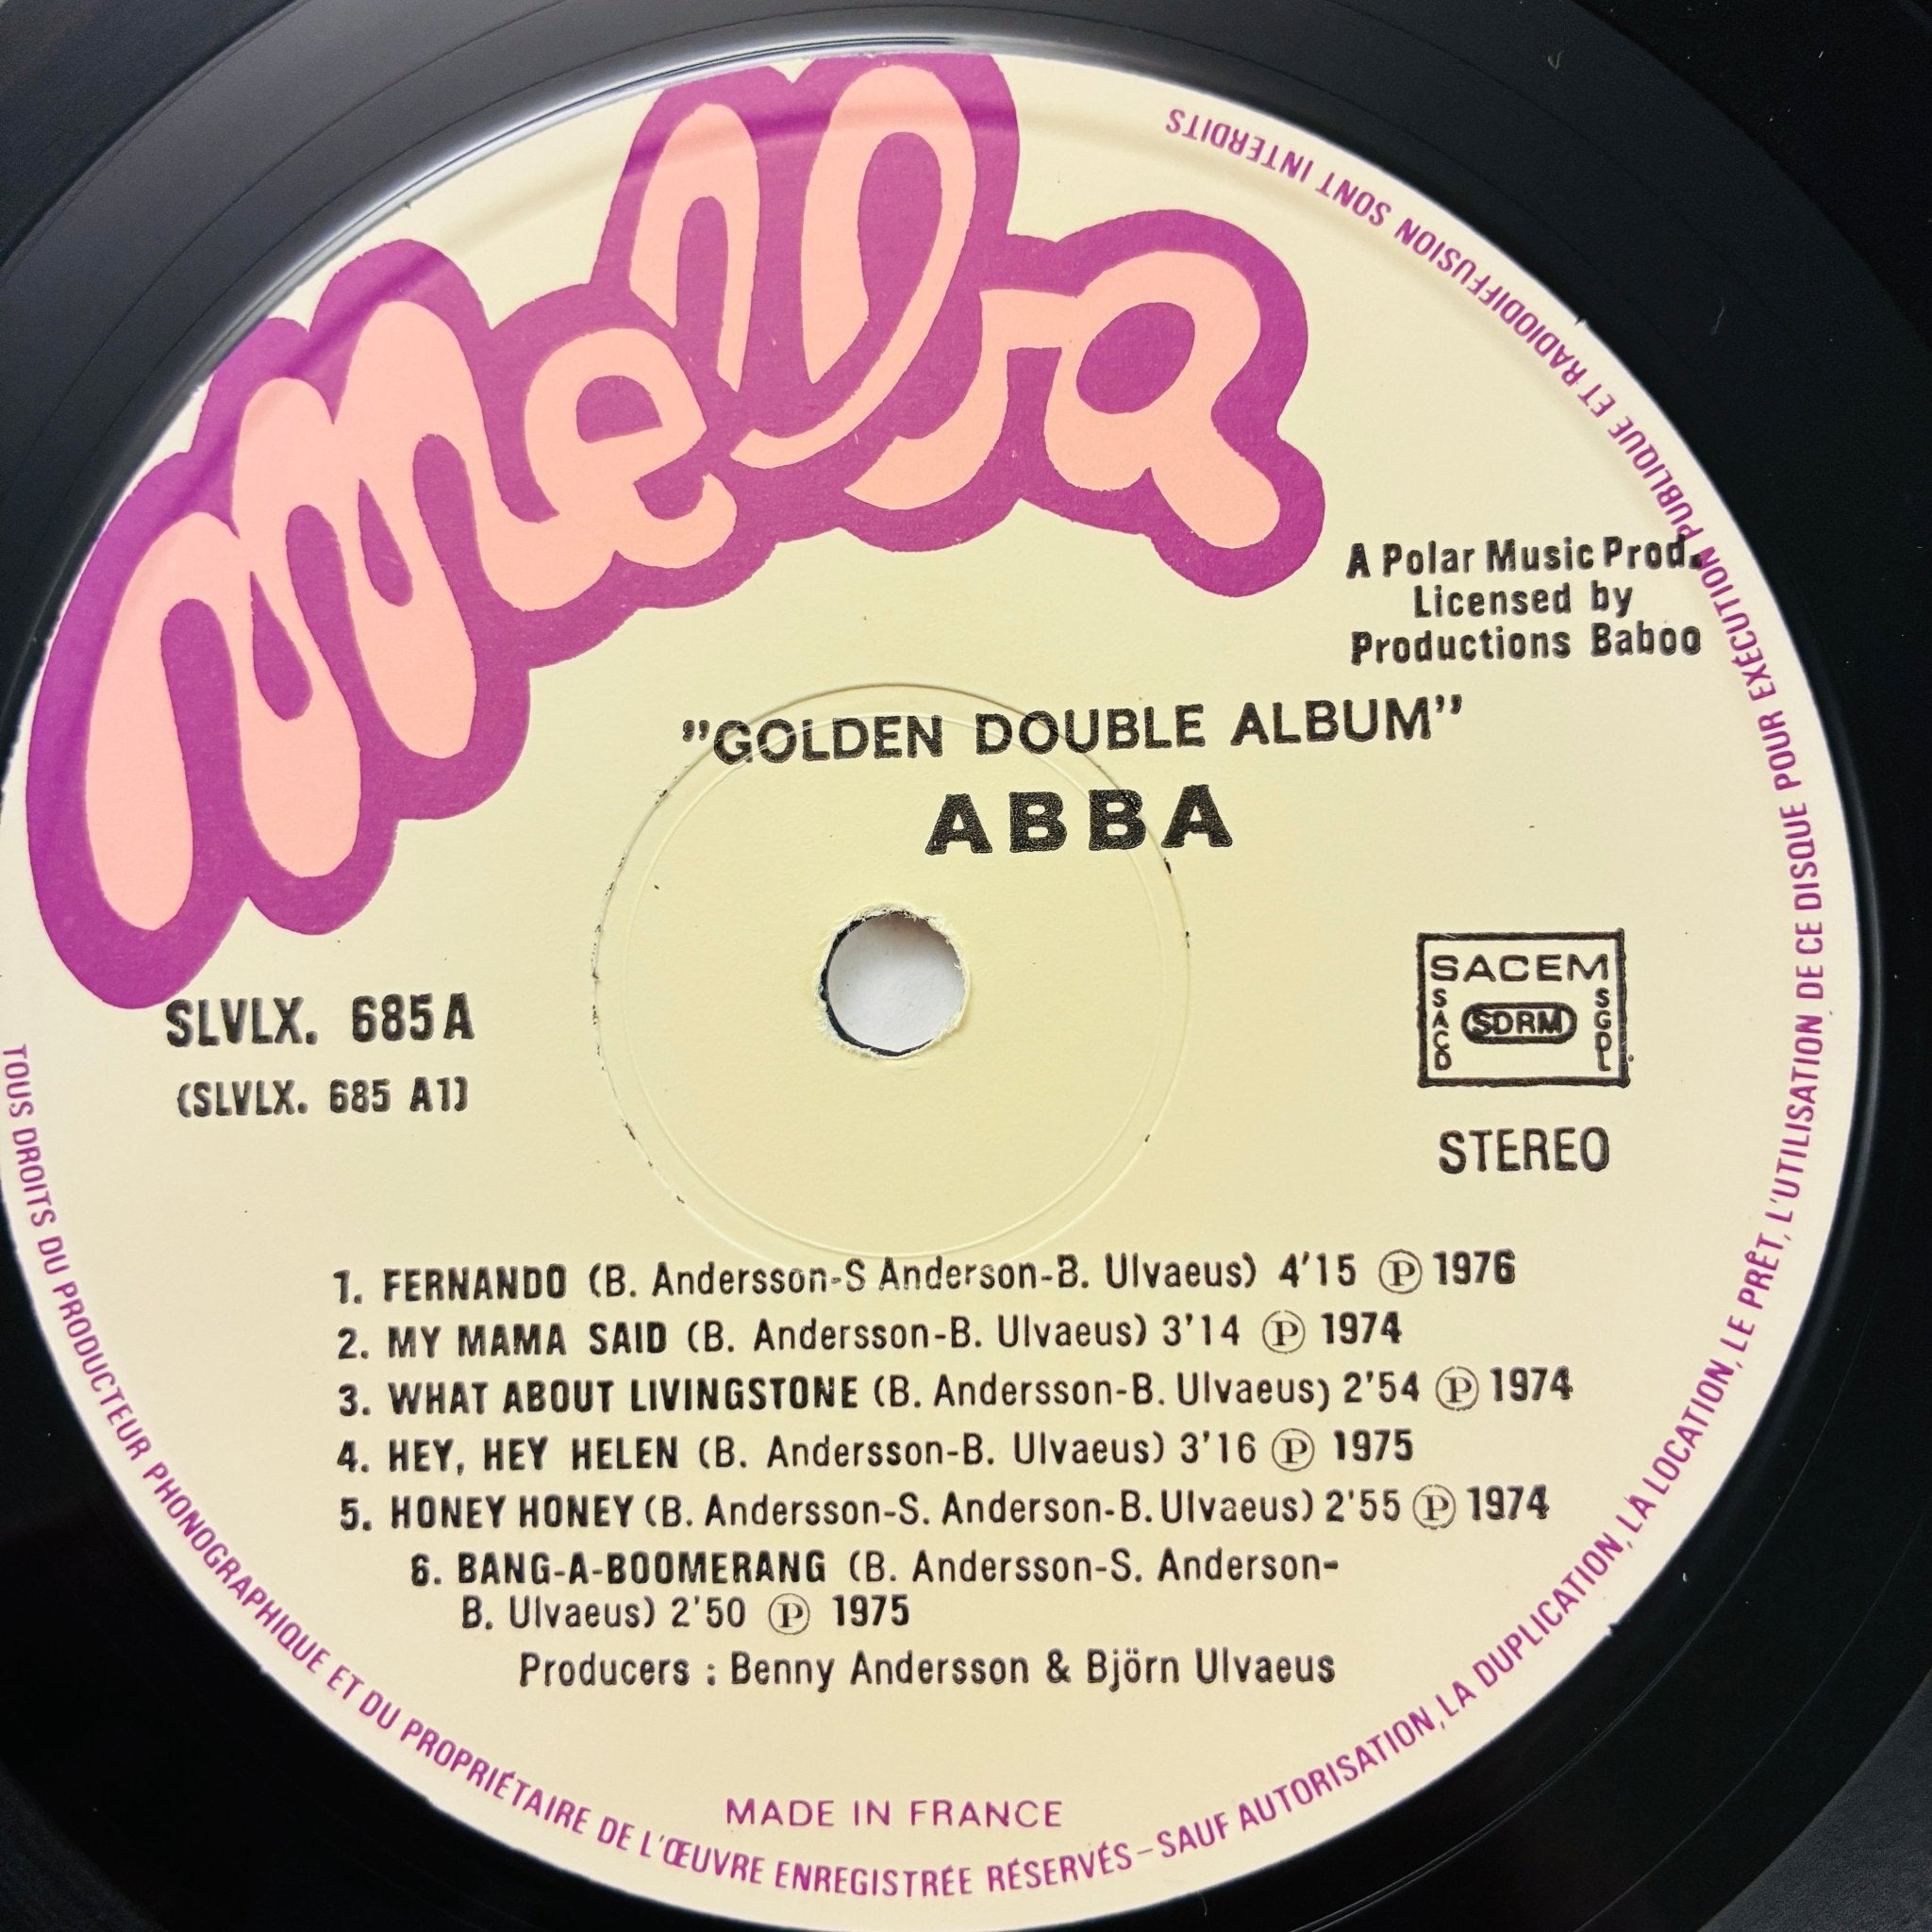 Melba
A Polar Music Prod.
Licensed by
Productions Baboo
"GOLDEN DOUBLE ALBUM"
ABBA
SLVLX. 685 A
(SLVLX. 685 A1)
SACEM
SACD
SDRM
SGDL
STEREO
1. FERNANDO (B. Andersson-S Anderson-B. Ulvaeus) 4'15 Ⓟ 1976
2. MY MAMA SAID (B. Andersson-B. Ulvaeus) 3'14 Ⓟ 1974
3. WHAT ABOUT LIVINGSTONE (B. Andersson-B. Ulvaeus) 2'54 Ⓟ 1974
4. HEY, HEY HELEN (B. Andersson-B. Ulvaeus) 3'16 Ⓟ 1975
5. HONEY HONEY (B. Andersson-S. Anderson-B. Ulvaeus) 2'55 Ⓟ 1974
6. BANG-A-BOOMERANG (B. Andersson-S. Anderson-
B. Ulvaeus) 2'50 Ⓟ 1975
Producers : Benny Andersson & Björn Ulvaeus
MADE IN FRANCE
TOUS DROITS DU PRODUCTEUR PHONOGRAPHIQUE ET DU PROPRIÉTAIRE DE L'ŒUVRE ENREGISTRÉE RÉSERVÉS - SAUF AUTORISATION, LA DUPLICATION, LA LOCATION, LE PRÊT, L'UTILISATION DE CE DISQUE POUR EXÉCUTION PUBLIQUE ET RADIODIFFUSION SONT INTERDITS